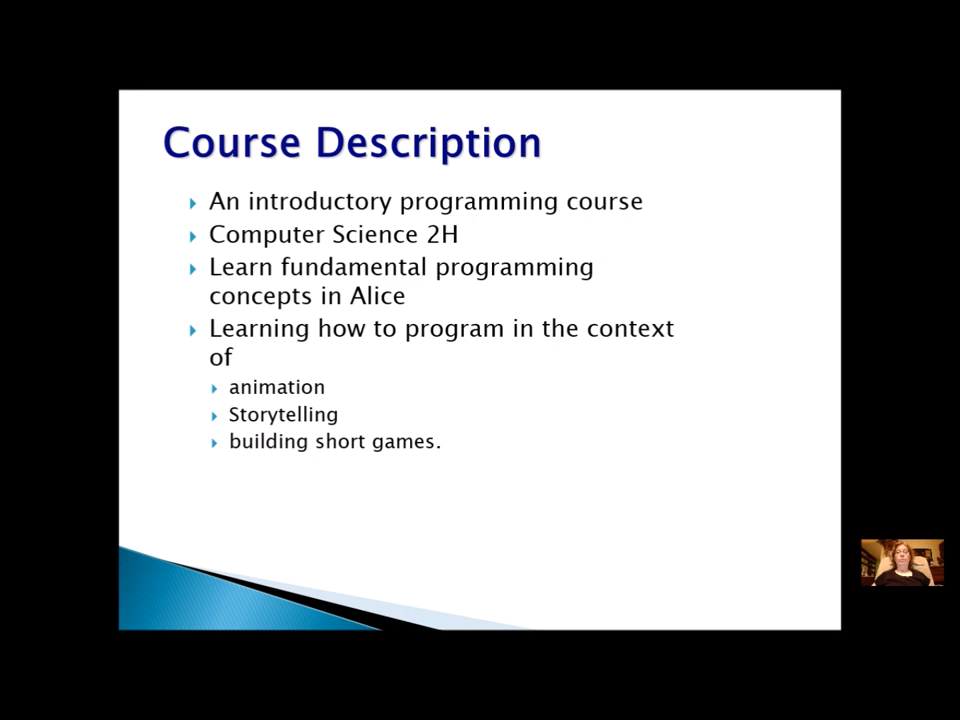 Course Description
An introductory programming course
Computer Science 2H
Learn fundamental programming
concepts in Alice
Learning how to program in the context
of
animation
Storytelling
building short games.